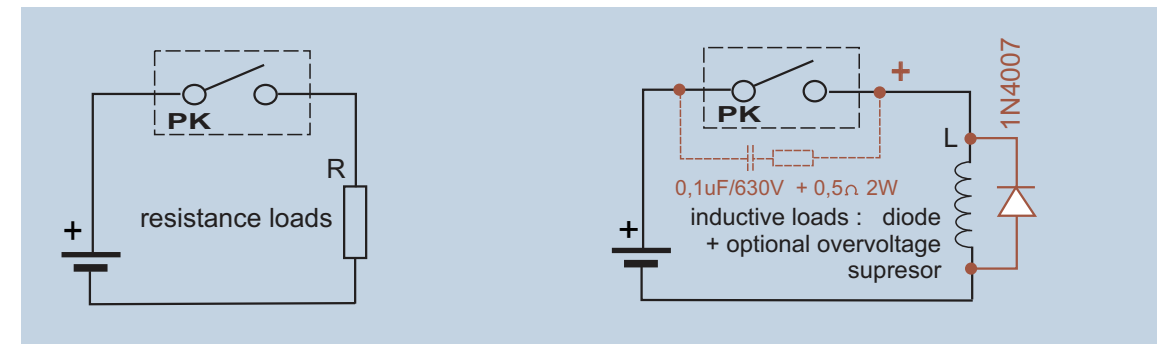 PK
R
resistance loads
+
+
PK
1N4007
L
0,1uF/630V + 0,5Ω 2W
+
inductive loads : diode
+ optional overvoltage
supresor